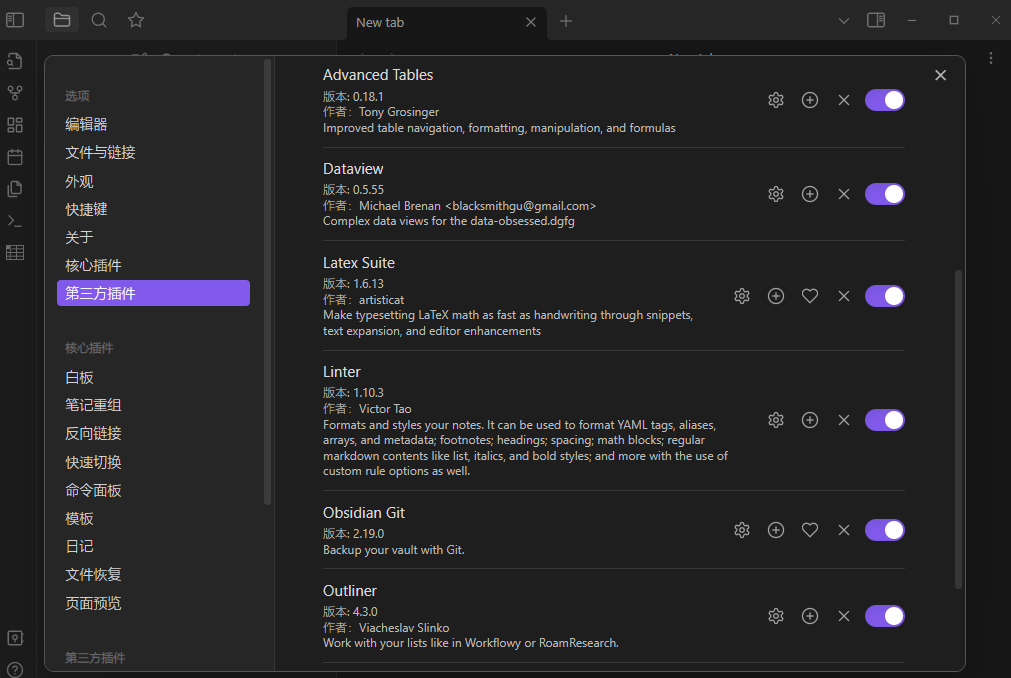 New tab
选项
编辑器
文件与链接
外观
快捷键
关于
核心插件
第三方插件
核心插件
白板
笔记重组
反向链接
快速切换
命令面板
模板
日记
文件恢复
页面预览
第三方插件
Advanced Tables
版本: 0.18.1
作者：Tony Grosinger
Improved table navigation, formatting, manipulation, and formulas
Dataview
版本: 0.5.55
作者：Michael Brenan <blacksmithgu@gmail.com>
Complex data views for the data-obsessed.dgfg
Latex Suite
版本: 1.6.13
作者：artisticat
Make typesetting LaTeX math as fast as handwriting through snippets,
text expansion, and editor enhancements
Linter
版本: 1.10.3
作者：Victor Tao
Formats and styles your notes. It can be used to format YAML tags, aliases,
arrays, and metadata; footnotes; headings; spacing; math blocks; regular
markdown contents like list, italics, and bold styles; and more with the use of
custom rule options as well.
Obsidian Git
版本: 2.19.0
Backup your vault with Git.
Outliner
版本: 4.3.0
作者：Viacheslav Slinko
Work with your lists like in Workflowy or RoamResearch.